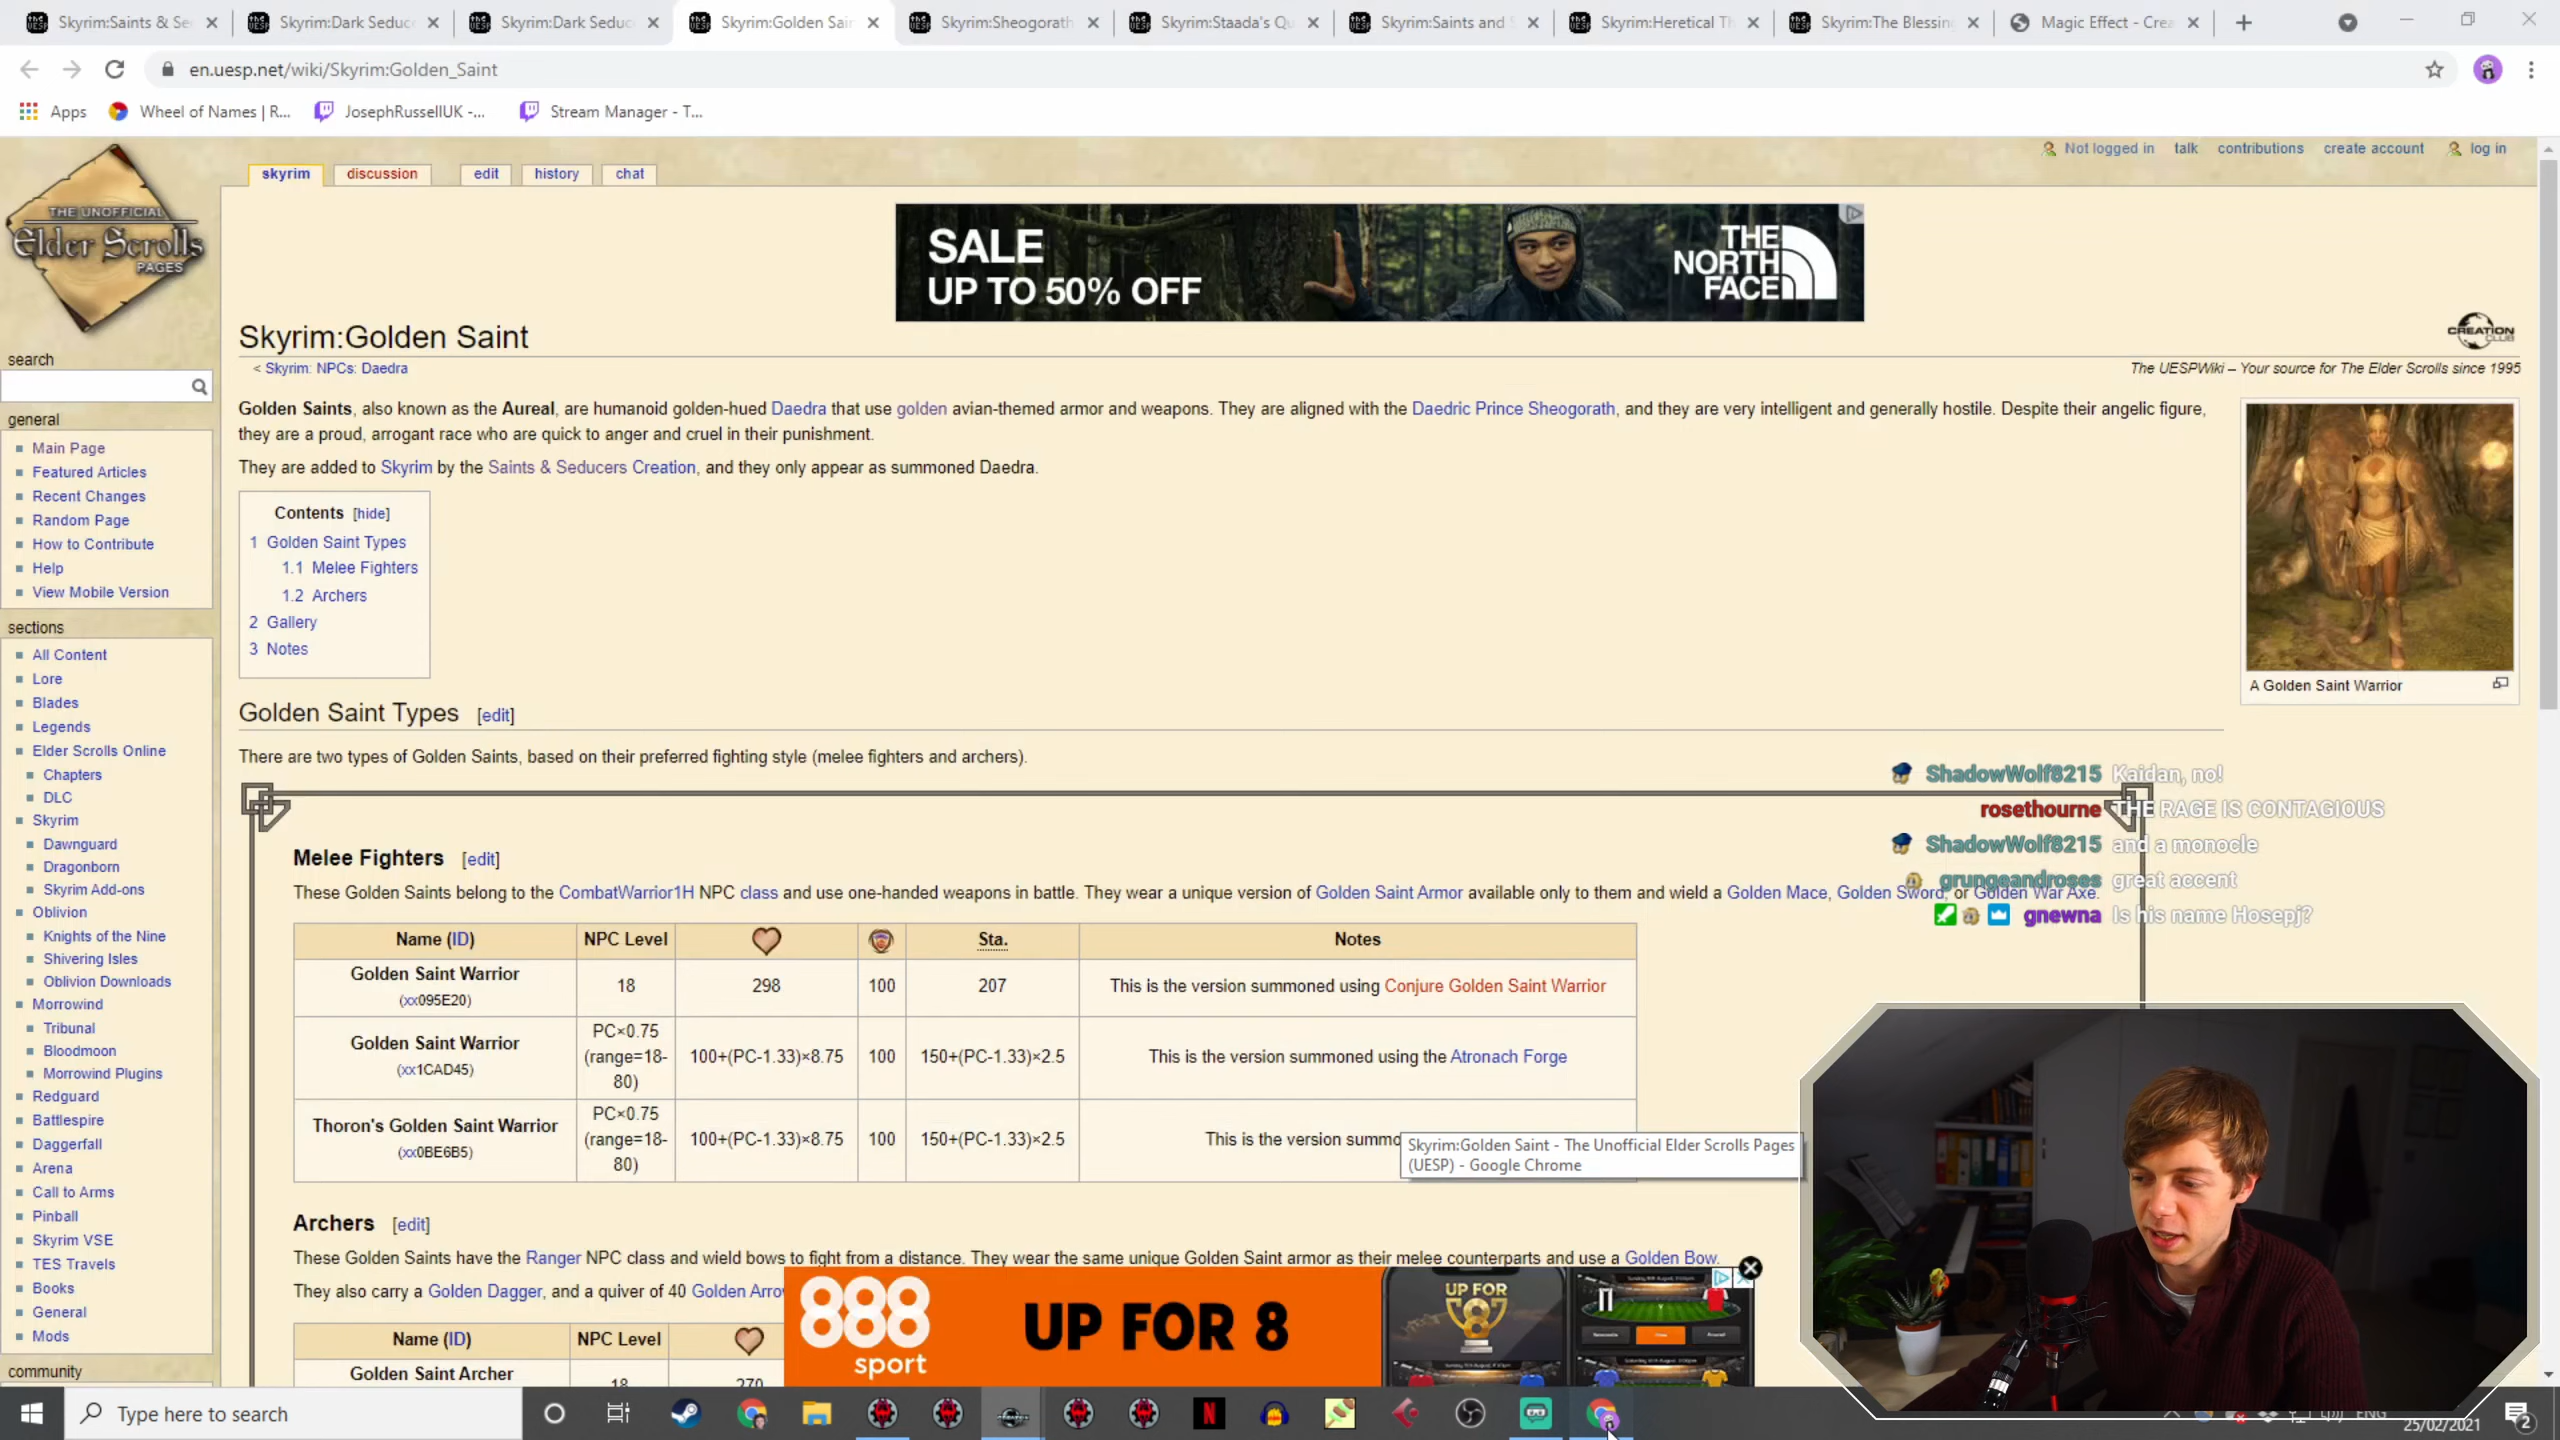 Skyrim:Saints & Se
Skyrim:Dark Seduc
Skyrim:Dark Seduc
Skyrim:Golden Sain
Skyrim:Sheogorath
Skyrim:Staada's Qu
Skyrim:Saints and S
Skyrim:Heretical Th
Skyrim:The Blessing
Magic Effect - Crea
en.uesp.net/wiki/Skyrim:Golden_Saint
Apps
Wheel of Names | R...
JosephRussellUK -...
Stream Manager - T...
THE UNOFFICIAL
Elder Scrolls
PAGES
skyrim
discussion
edit
history
chat
Not logged in
talk
contributions
create account
log in
SALE
UP TO 50% OFF
THE
NORTH
FACE
Skyrim:Golden Saint
CREATION
CLUB
< Skyrim: NPCs: Daedra
The UESPWiki – Your source for The Elder Scrolls since 1995
Golden Saints, also known as the Aureal, are humanoid golden-hued Daedra that use golden avian-themed armor and weapons. They are aligned with the Daedric Prince Sheogorath, and they are very intelligent and generally hostile. Despite their angelic figure,
they are a proud, arrogant race who are quick to anger and cruel in their punishment.
They are added to Skyrim by the Saints & Seducers Creation, and they only appear as summoned Daedra.
A Golden Saint Warrior
Contents [hide]
1 Golden Saint Types
1.1 Melee Fighters
1.2 Archers
2 Gallery
3 Notes
search
general
Main Page
Featured Articles
Recent Changes
Random Page
How to Contribute
Help
View Mobile Version
sections
All Content
Lore
Blades
Legends
Elder Scrolls Online
Chapters
DLC
Skyrim
Dawnguard
Dragonborn
Skyrim Add-ons
Oblivion
Knights of the Nine
Shivering Isles
Oblivion Downloads
Morrowind
Tribunal
Bloodmoon
Morrowind Plugins
Redguard
Battlespire
Daggerfall
Arena
Call to Arms
Pinball
Skyrim VSE
TES Travels
Books
General
Mods
community
Golden Saint Types [edit]
There are two types of Golden Saints, based on their preferred fighting style (melee fighters and archers).
ShadowWolf8215 Kaidan, no!
rosethourne THE RAGE IS CONTAGIOUS
ShadowWolf8215 and a monocle
grungeandroses great accent
gnewna Is his name Hosepj?
Melee Fighters [edit]
These Golden Saints belong to the CombatWarrior1H NPC class and use one-handed weapons in battle. They wear a unique version of Golden Saint Armor available only to them and wield a Golden Mace, Golden Sword, or Golden War Axe.
Name (ID) NPC Level Sta. Notes
Golden Saint Warrior
(xx095E20)
18 298 100 207 This is the version summoned using Conjure Golden Saint Warrior
Golden Saint Warrior
(xx1CAD45)
PC×0.75
(range=18-
80)
100+(PC-1.33)×8.75 100 150+(PC-1.33)×2.5 This is the version summoned using the Atronach Forge
Thoron's Golden Saint Warrior
(xx0BE6B5)
PC×0.75
(range=18-
80)
100+(PC-1.33)×8.75 100 150+(PC-1.33)×2.5 This is the version summo
Skyrim:Golden Saint - The Unofficial Elder Scrolls Pages
(UESP) - Google Chrome
Archers [edit]
These Golden Saints have the Ranger NPC class and wield bows to fight from a distance. They wear the same unique Golden Saint armor as their melee counterparts and use a Golden Bow.
They also carry a Golden Dagger, and a quiver of 40 Golden Arro
Name (ID) NPC Level
Golden Saint Archer
18 270
888
sport
UP FOR 8
UP FOR
8
Type here to search
ENG
25/02/2021
2